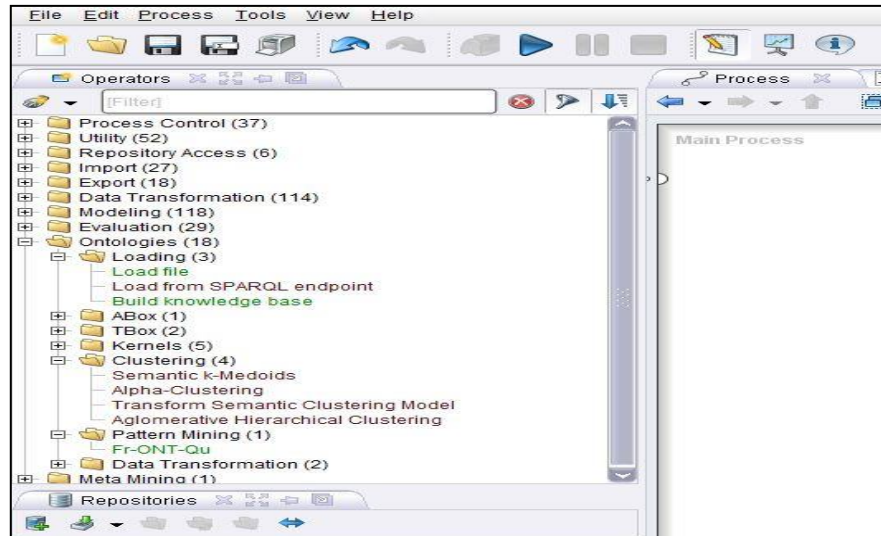 File Edit Process Tools View Help
Operators
Process
[Filter]
Main Process
Process Control (37)
Utility (52)
Repository Access (6)
Import (27)
Export (18)
Data Transformation (114)
Modeling (118)
Evaluation (29)
Ontologies (18)
Loading (3)
Load file
Load from SPARQL endpoint
Build knowledge base
ABox (1)
TBox (2)
Kernels (5)
Clustering (4)
Semantic k-Medoids
Alpha-Clustering
Transform Semantic Clustering Model
Aglomerative Hierarchical Clustering
Pattern Mining (1)
Fr-ONT-Qu
Data Transformation (2)
Meta Mining (1)
Repositories